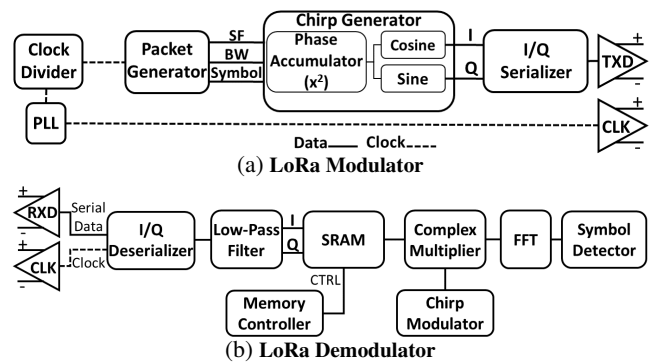 Chirp Generator
Clock
Divider
Packet
Generator
SF
BW
Symbol
Phase
Accumulator
(x²)
Cosine
Sine
I
Q
I/Q
Serializer
+
TXD
-
PLL
+
CLK
-
Data Clock
(a) LoRa Modulator
+
RXD
-
Serial
Data
+
CLK
-
Clock
I/Q
Deserializer
Low-Pass
Filter
I
Q
SRAM
Complex
Multiplier
FFT
Symbol
Detector
CTRL
Memory
Controller
Chirp
Modulator
(b) LoRa Demodulator